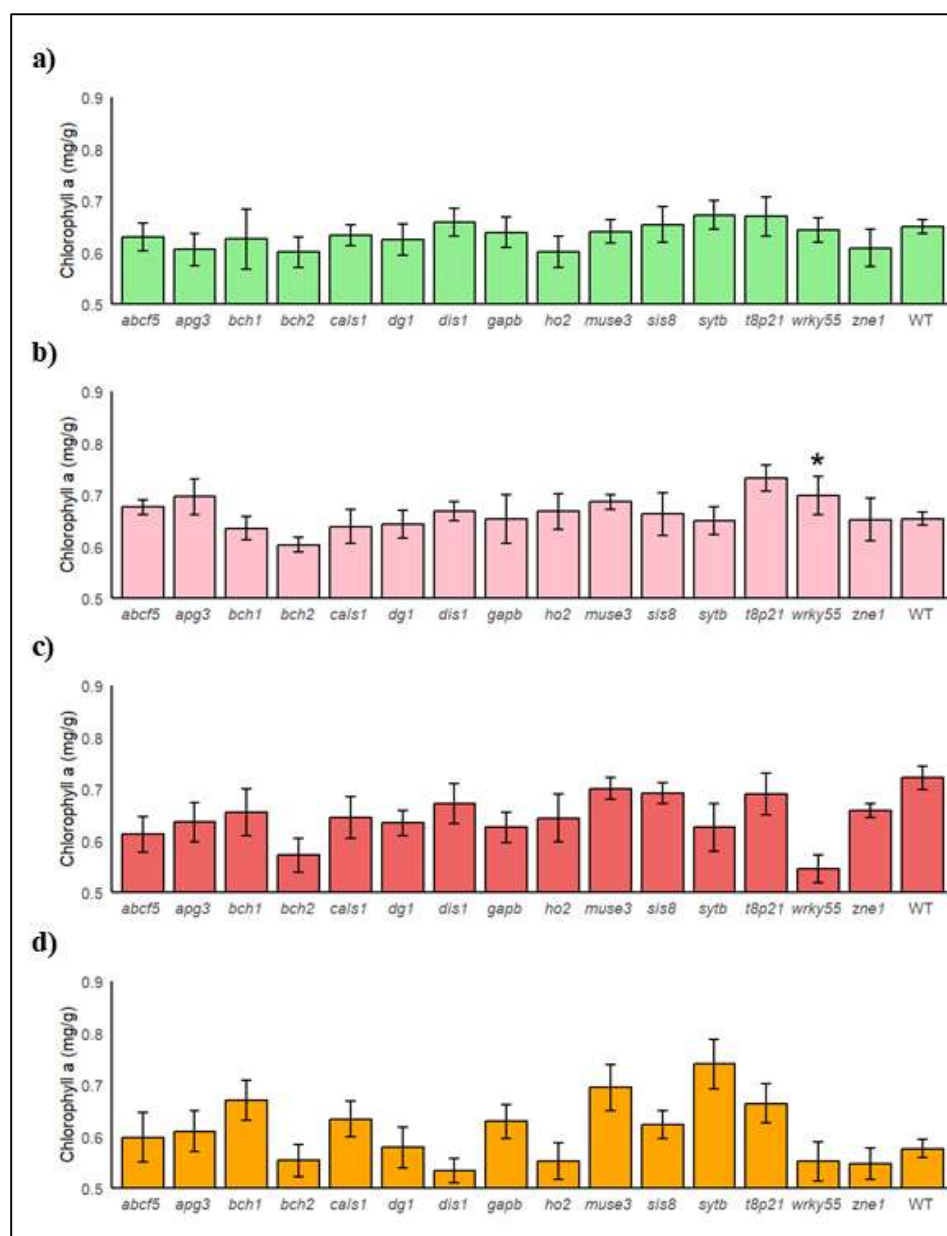 a)
Chlorophyll a (mg/g)
0.9
0.8
0.7
0.6
0.5
abcf5 apg3 bch1 bch2 cals1 dg1 dis1 gapb ho2 muse3 sis8 sytb t8p21 wrky55 zne1 WT
b)
Chlorophyll a (mg/g)
0.9
0.8
0.7
0.6
0.5
*
abcf5 apg3 bch1 bch2 cals1 dg1 dis1 gapb ho2 muse3 sis8 sytb t8p21 wrky55 zne1 WT
c)
Chlorophyll a (mg/g)
0.9
0.8
0.7
0.6
0.5
abcf5 apg3 bch1 bch2 cals1 dg1 dis1 gapb ho2 muse3 sis8 sytb t8p21 wrky55 zne1 WT
d)
Chlorophyll a (mg/g)
0.9
0.8
0.7
0.6
0.5
abcf5 apg3 bch1 bch2 cals1 dg1 dis1 gapb ho2 muse3 sis8 sytb t8p21 wrky55 zne1 WT